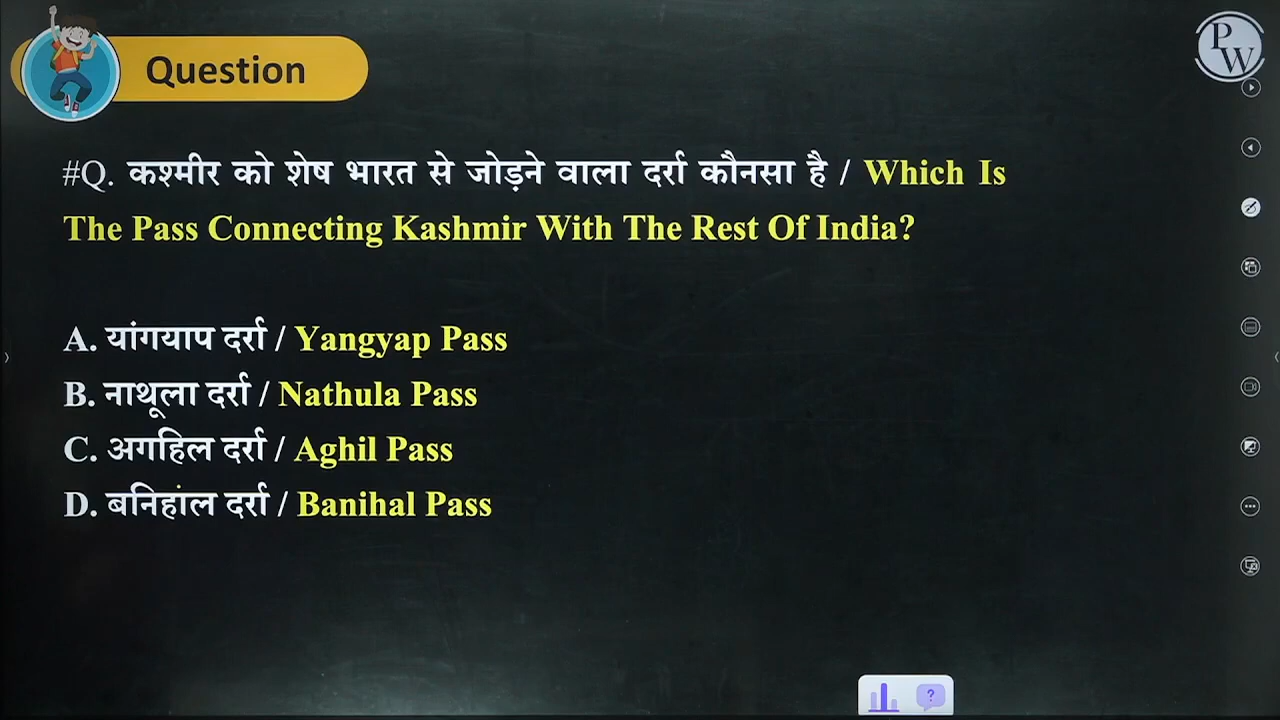 Question
PW
#Q. कश्मीर को शेष भारत से जोड़ने वाला दर्रा कौनसा है / Which Is
The Pass Connecting Kashmir With The Rest Of India?
A. यांगयाप दर्रा / Yangyap Pass
B. नाथूला दर्रा / Nathula Pass
C. अगहिल दर्रा / Aghil Pass
D. बनिहाल दर्रा / Banihal Pass
?